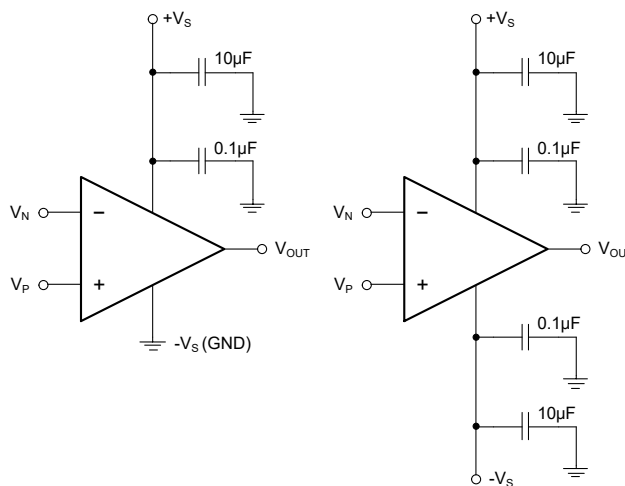 +VS
10µF
0.1µF
VN
−
VP
+
VOUT
-VS (GND)
+VS
10µF
0.1µF
VN
−
VP
+
VOU
0.1µF
10µF
-VS